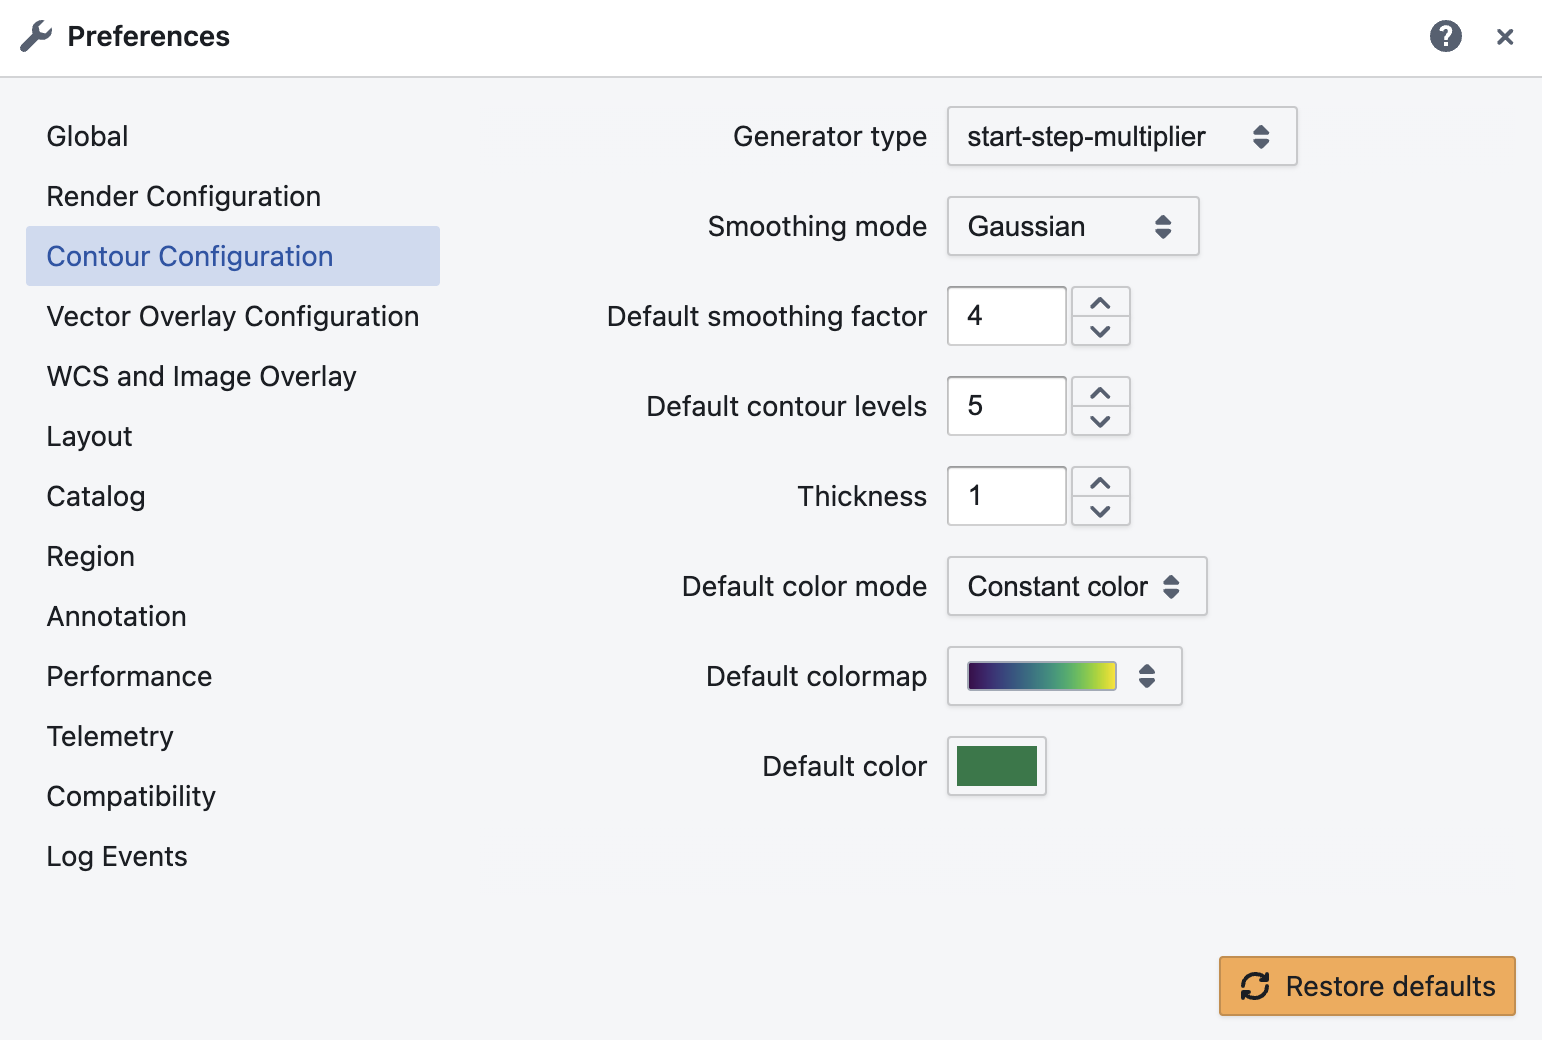 Preferences
Global
Render Configuration
Contour Configuration
Vector Overlay Configuration
WCS and Image Overlay
Layout
Catalog
Region
Annotation
Performance
Telemetry
Compatibility
Log Events
Generator type start-step-multiplier
Smoothing mode Gaussian
Default smoothing factor 4
Default contour levels 5
Thickness 1
Default color mode Constant color
Default colormap
Default color
Restore defaults